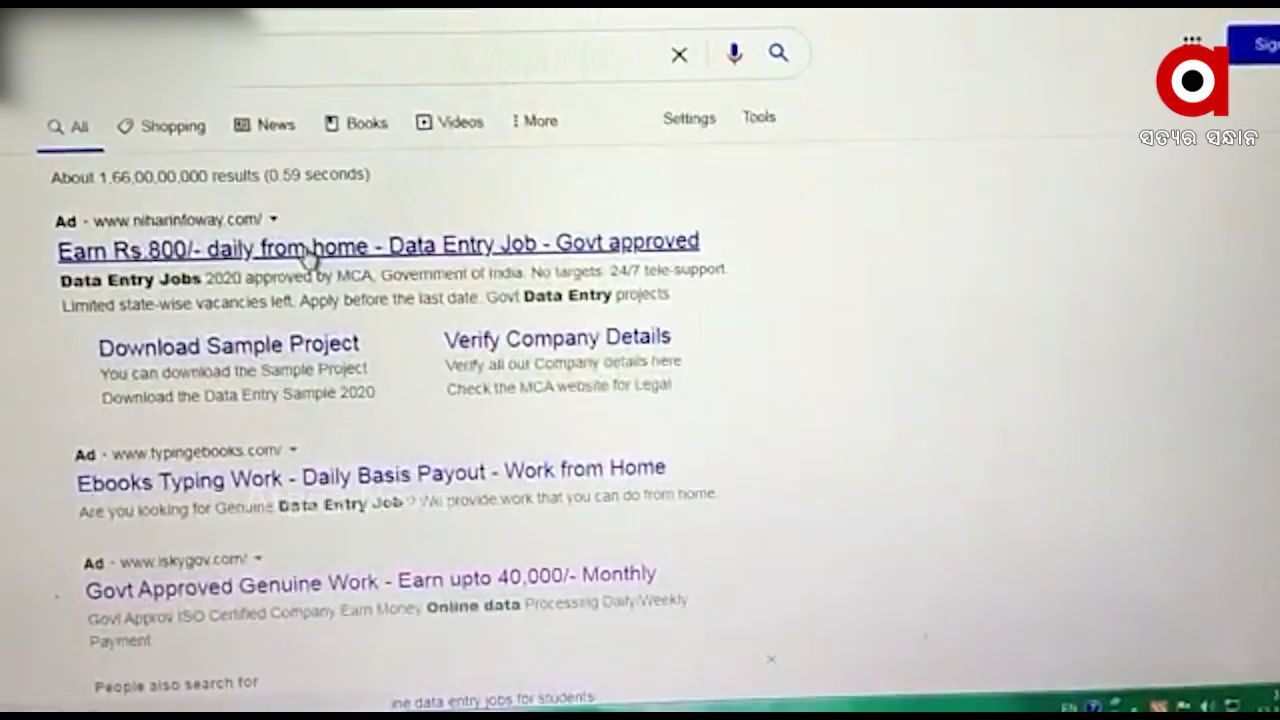 Sig
ସତ୍ୟର ସନ୍ଧାନ
All Shopping News Books Videos More Settings Tools
About 1,66,00,00,000 results (0.59 seconds)
Ad · www.niharinfoway.com/
Earn Rs.800/- daily from home - Data Entry Job - Govt approved
Data Entry Jobs 2020 approved by MCA, Government of India. No targets. 24/7 tele-support.
Limited state-wise vacancies left. Apply before the last date. Govt Data Entry projects
Download Sample Project
You can download the Sample Project
Download the Data Entry Sample 2020
Verify Company Details
Verify all our Company details here
Check the MCA website for Legal
Ad · www.typingebooks.com/
Ebooks Typing Work - Daily Basis Payout - Work from Home
Are you looking for Genuine Data Entry Job? We provide work that you can do from home.
Ad · www.iskygov.com/
Govt Approved Genuine Work - Earn upto 40,000/- Monthly
Govt Approv ISO Certified Company Earn Money Online data Processing Daily/Weekly
Payment
People also search for
ine data entry jobs for students
EN